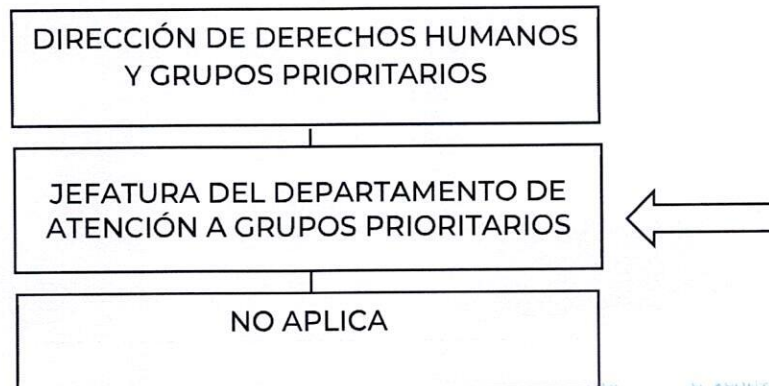 DIRECCIÓN DE DERECHOS HUMANOS
Y GRUPOS PRIORITARIOS
JEFATURA DEL DEPARTAMENTO DE
ATENCIÓN A GRUPOS PRIORITARIOS
NO APLICA